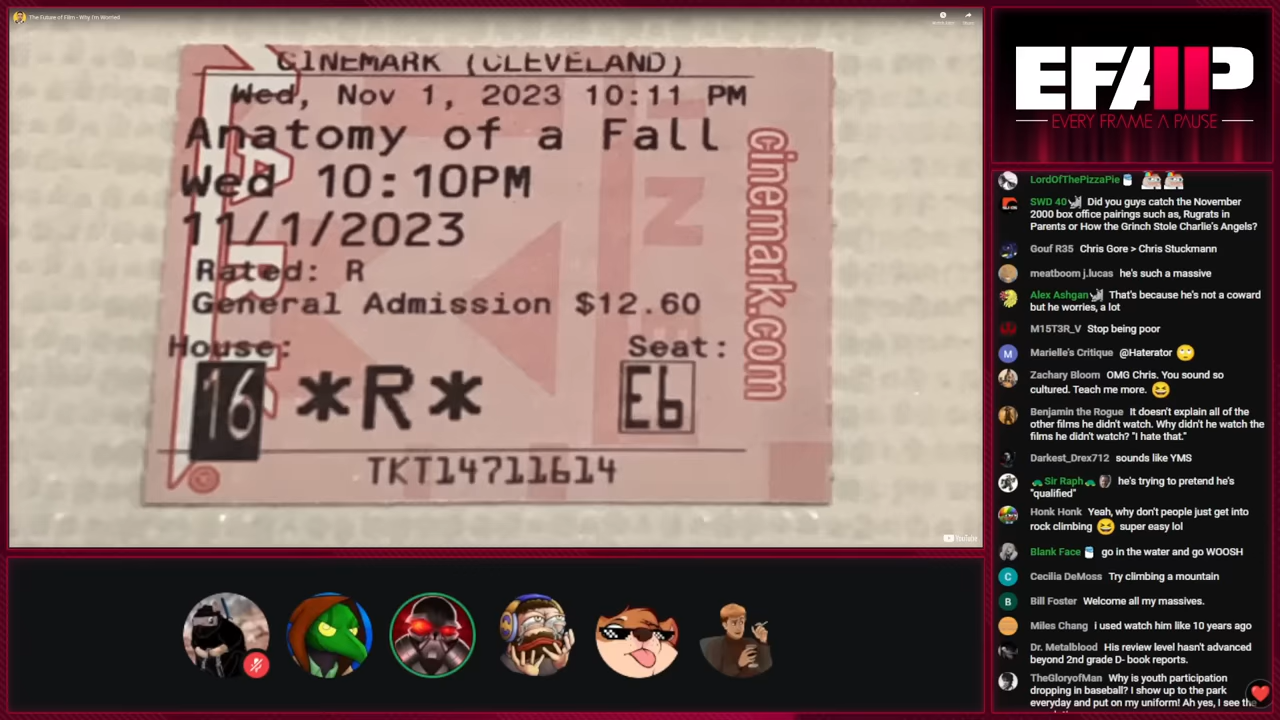 The Future of Film - Why I'm Worried
CINEMARK (CLEVELAND)
Wed, Nov 1, 2023 10:11 PM
Anatomy of a Fall
Wed 10:10PM
11/1/2023
Rated: R
General Admission $12.60
House: Seat:
16 *R* E6
TKT14711614
cinemark.com
YouTube
EFAP
EVERY FRAME A PAUSE
LordOfThePizzaPie
SWD 40 Did you guys catch the November
2000 box office pairings such as, Rugrats in
Parents or How the Grinch Stole Charlie's Angels?
Gouf R35 Chris Gore > Chris Stuckmann
meatboom j.lucas he's such a massive
Alex Ashgan That's because he's not a coward
but he worries, a lot
M15T3R_V Stop being poor
M Marielle's Critique @Haterator
Zachary Bloom OMG Chris. You sound so
cultured. Teach me more.
Benjamin the Rogue It doesn't explain all of the
other films he didn't watch. Why didn't he watch the
films he didn't watch? "I hate that."
Darkest_Drex712 sounds like YMS
Sir Raph he's trying to pretend he's
"qualified"
Honk Honk Yeah, why don't people just get into
rock climbing super easy lol
Blank Face go in the water and go WOOSH
C Cecilia DeMoss Try climbing a mountain
B Bill Foster Welcome all my massives.
Miles Chang i used watch him like 10 years ago
Dr. Metalblood His review level hasn't advanced
beyond 2nd grade D- book reports.
TheGloryofMan Why is youth participation
dropping in baseball? I show up to the park
everyday and put on my uniform! Ah yes, I see the